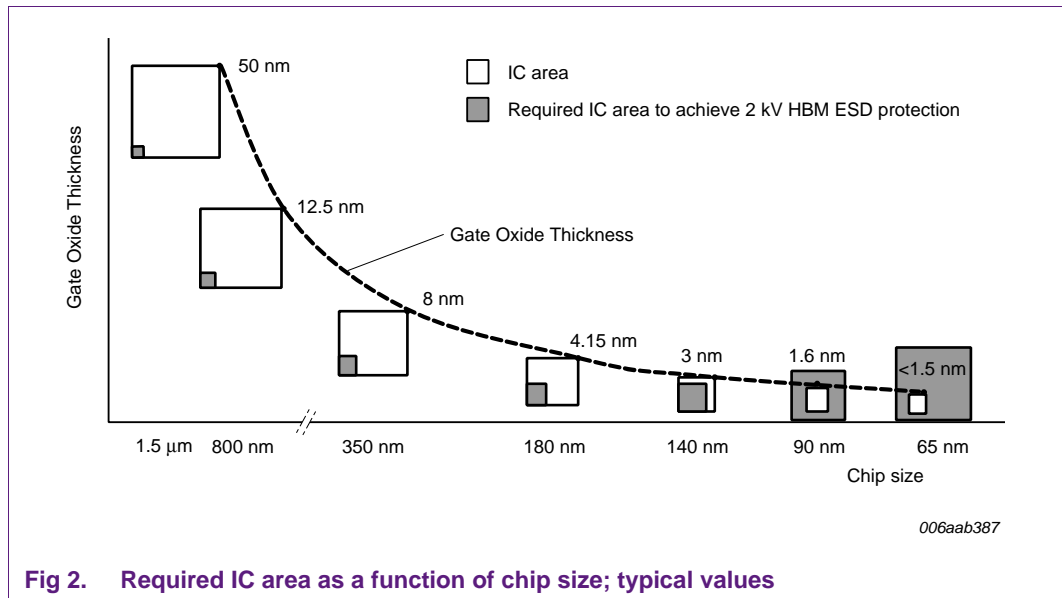 50 nm
IC area
Required IC area to achieve 2 kV HBM ESD protection
Gate Oxide Thickness
12.5 nm
Gate Oxide Thickness
8 nm
4.15 nm
3 nm
1.6 nm
<1.5 nm
1.5 μm
800 nm
350 nm
180 nm
140 nm
90 nm
65 nm
Chip size
006aab387
Fig 2. Required IC area as a function of chip size; typical values